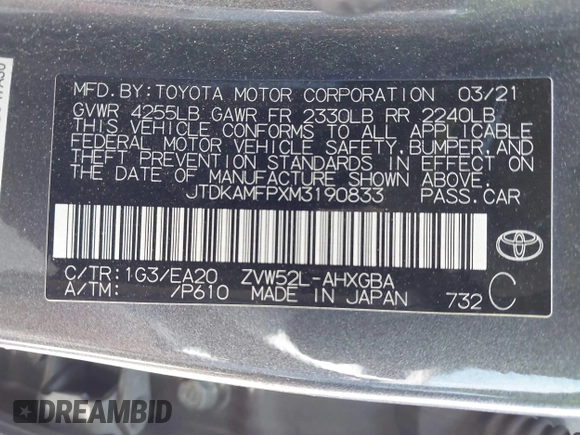 MFD.BY:TOYOTA MOTOR CORPORATION 03/21
GVWR 4255LB GAWR FR 2330LB RR 2240LB
THIS VEHICLE CONFORMS TO ALL APPLICABLE
FEDERAL MOTOR VEHICLE SAFETY,BUMPER,AND
THEFT PREVENTION STANDARDS IN EFFECT ON
THE DATE OF MANUFACTURE SHOWN ABOVE.
JTDKAMFPXM3190833 PASS.CAR
C/TR:1G3/EA20 ZVW52L-AHXGBA
A/TM: /P610 MADE IN JAPAN 732 C
TOYOTA
DREAMBID